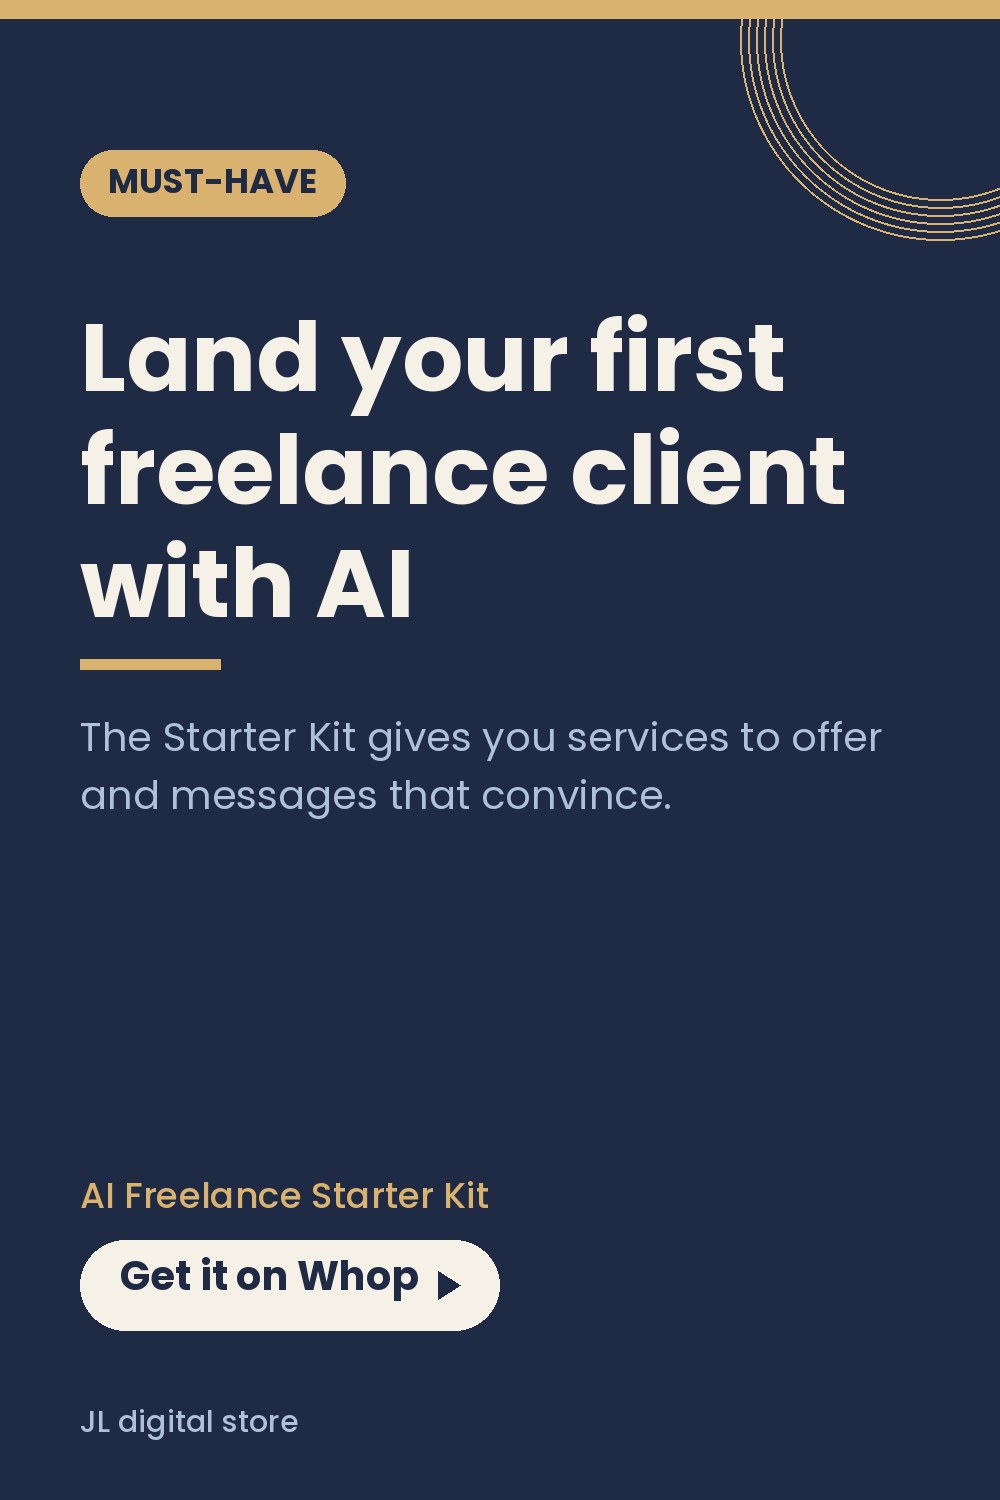 MUST-HAVE
Land your first
freelance client
with AI
The Starter Kit gives you services to offer
and messages that convince.
AI Freelance Starter Kit
Get it on Whop
JL digital store